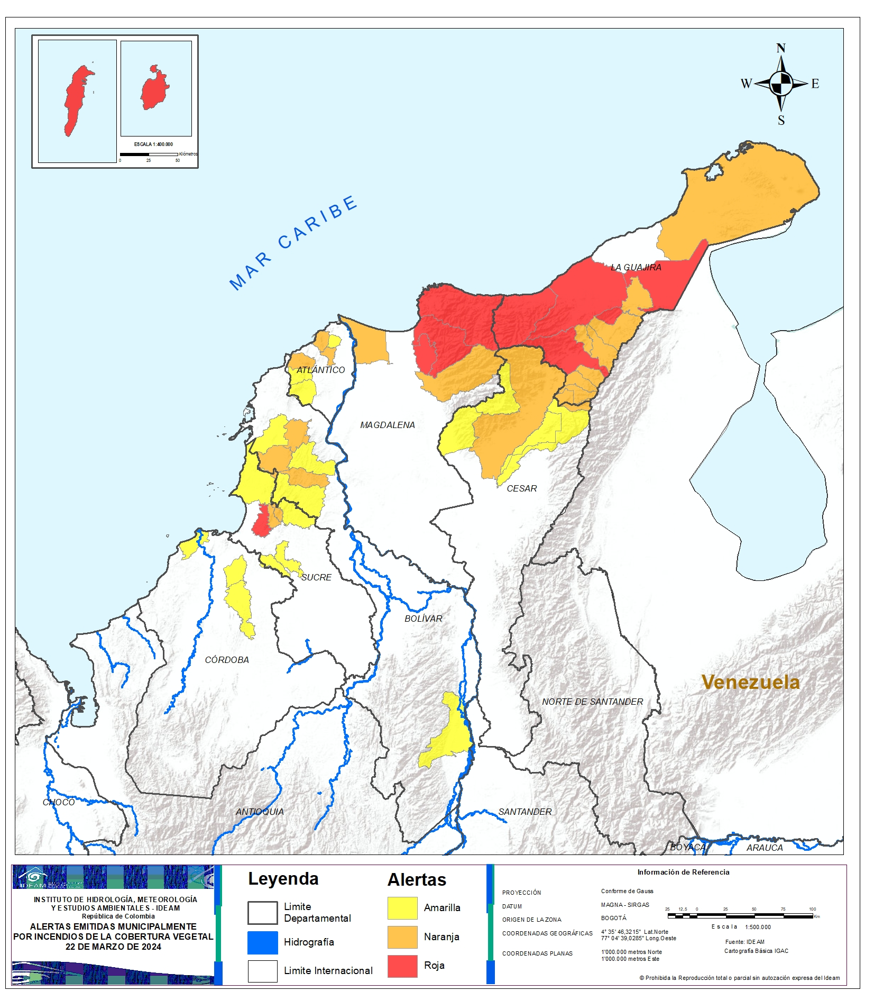 N
W
E
S
ESCALA 1:400.000
Kilómetros
0 25 50
MAR CARIBE
LA GUAJIRA
ATLÁNTICO
MAGDALENA
CESAR
SUCRE
BOLÍVAR
CÓRDOBA
Venezuela
NORTE DE SANTANDER
CHOCÓ
ANTIOQUIA
SANTANDER
BOYACÁ
ARAUCA
IDEAM
INSTITUTO DE HIDROLOGÍA, METEOROLOGÍA
Y ESTUDIOS AMBIENTALES - IDEAM
República de Colombia
ALERTAS EMITIDAS MUNICIPALMENTE
POR INCENDIOS DE LA COBERTURA VEGETAL
22 DE MARZO DE 2024
Leyenda
Limite
Departamental
Hidrografía
Limite Internacional
Alertas
Amarilla
Naranja
Roja
Información de Referencia
PROYECCIÓN Conforme de Gauss
DATUM MAGNA - SIRGAS
ORIGEN DE LA ZONA BOGOTÁ
COORDENADAS GEOGRÁFICAS 4° 35' 46,3215" Lat.Norte
77° 04' 39,0285" Long.Oeste
COORDENADAS PLANAS 1'000.000 metros Norte
1'000.000 metros Este
25 12,5 0 25 50 75 100
Km
Escala 1:500.000
Fuente: IDEAM
Cartografía Básica IGAC
© Prohibida la Reproducción total o parcial sin autozación expresa del Ideam